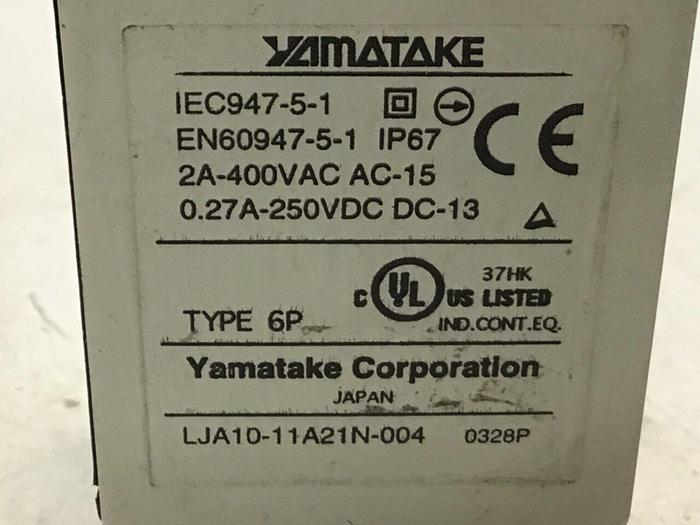 YAMATAKE
IEC947-5-1
EN60947-5-1 IP67
CE
2A-400VAC AC-15
0.27A-250VDC DC-13
37HK
C UL US LISTED
TYPE 6P
IND.CONT.EQ.
Yamatake Corporation
JAPAN
LJA10-11A21N-004 0328P